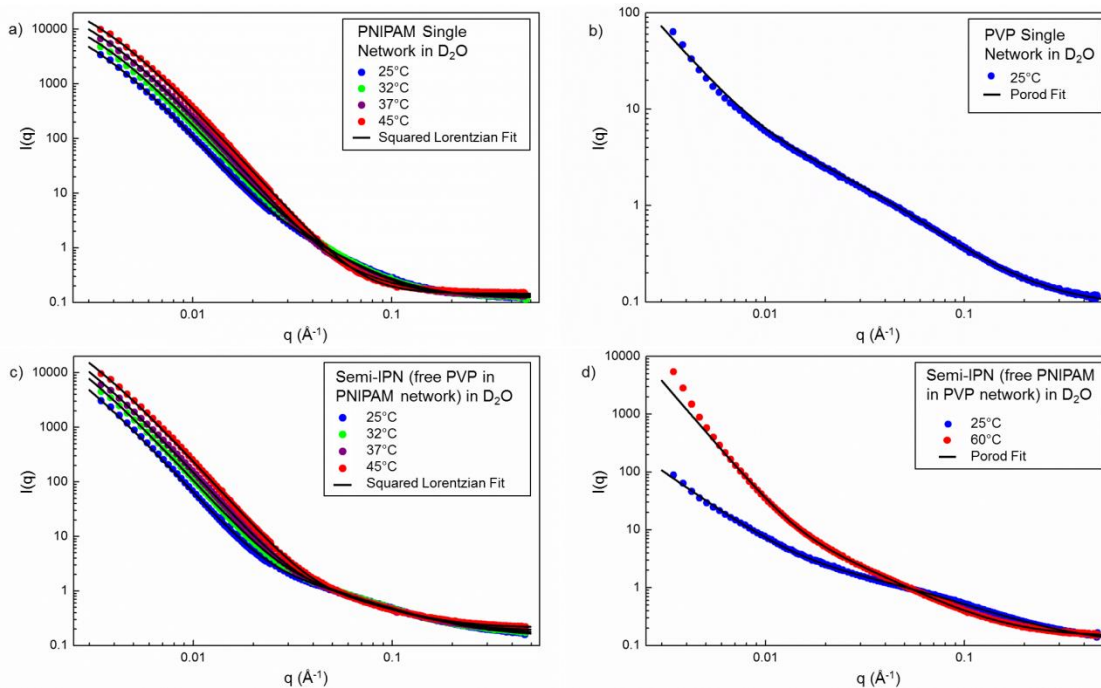 a)
PNIPAM Single
Network in D₂O
25°C
32°C
37°C
45°C
Squared Lorentzian Fit
10000
1000
100
10
1
0.1
I(q)
0.01
0.1
q (Å⁻¹)
b)
PVP Single
Network in D₂O
25°C
Porod Fit
100
10
1
0.1
I(q)
0.01
0.1
q (Å⁻¹)
c)
Semi-IPN (free PVP in
PNIPAM network) in D₂O
25°C
32°C
37°C
45°C
Squared Lorentzian Fit
10000
1000
100
10
1
0.1
I(q)
0.01
0.1
q (Å⁻¹)
d)
Semi-IPN (free PNIPAM
in PVP network) in D₂O
25°C
60°C
Porod Fit
10000
1000
100
10
1
0.1
I(q)
0.01
0.1
q (Å⁻¹)